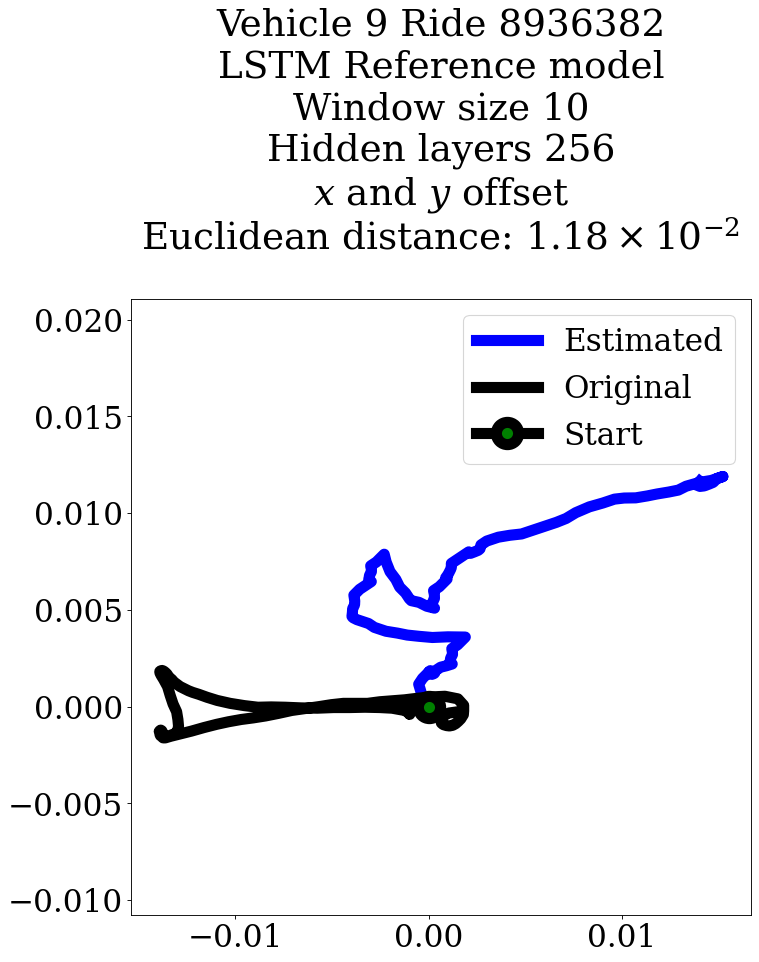 Vehicle 9 Ride 8936382
LSTM Reference model
Window size 10
Hidden layers 256
x and y offset
Euclidean distance: 1.18 × 10⁻²
Estimated
Original
Start
0.020
0.015
0.010
0.005
0.000
−0.005
−0.010
−0.01 0.00 0.01